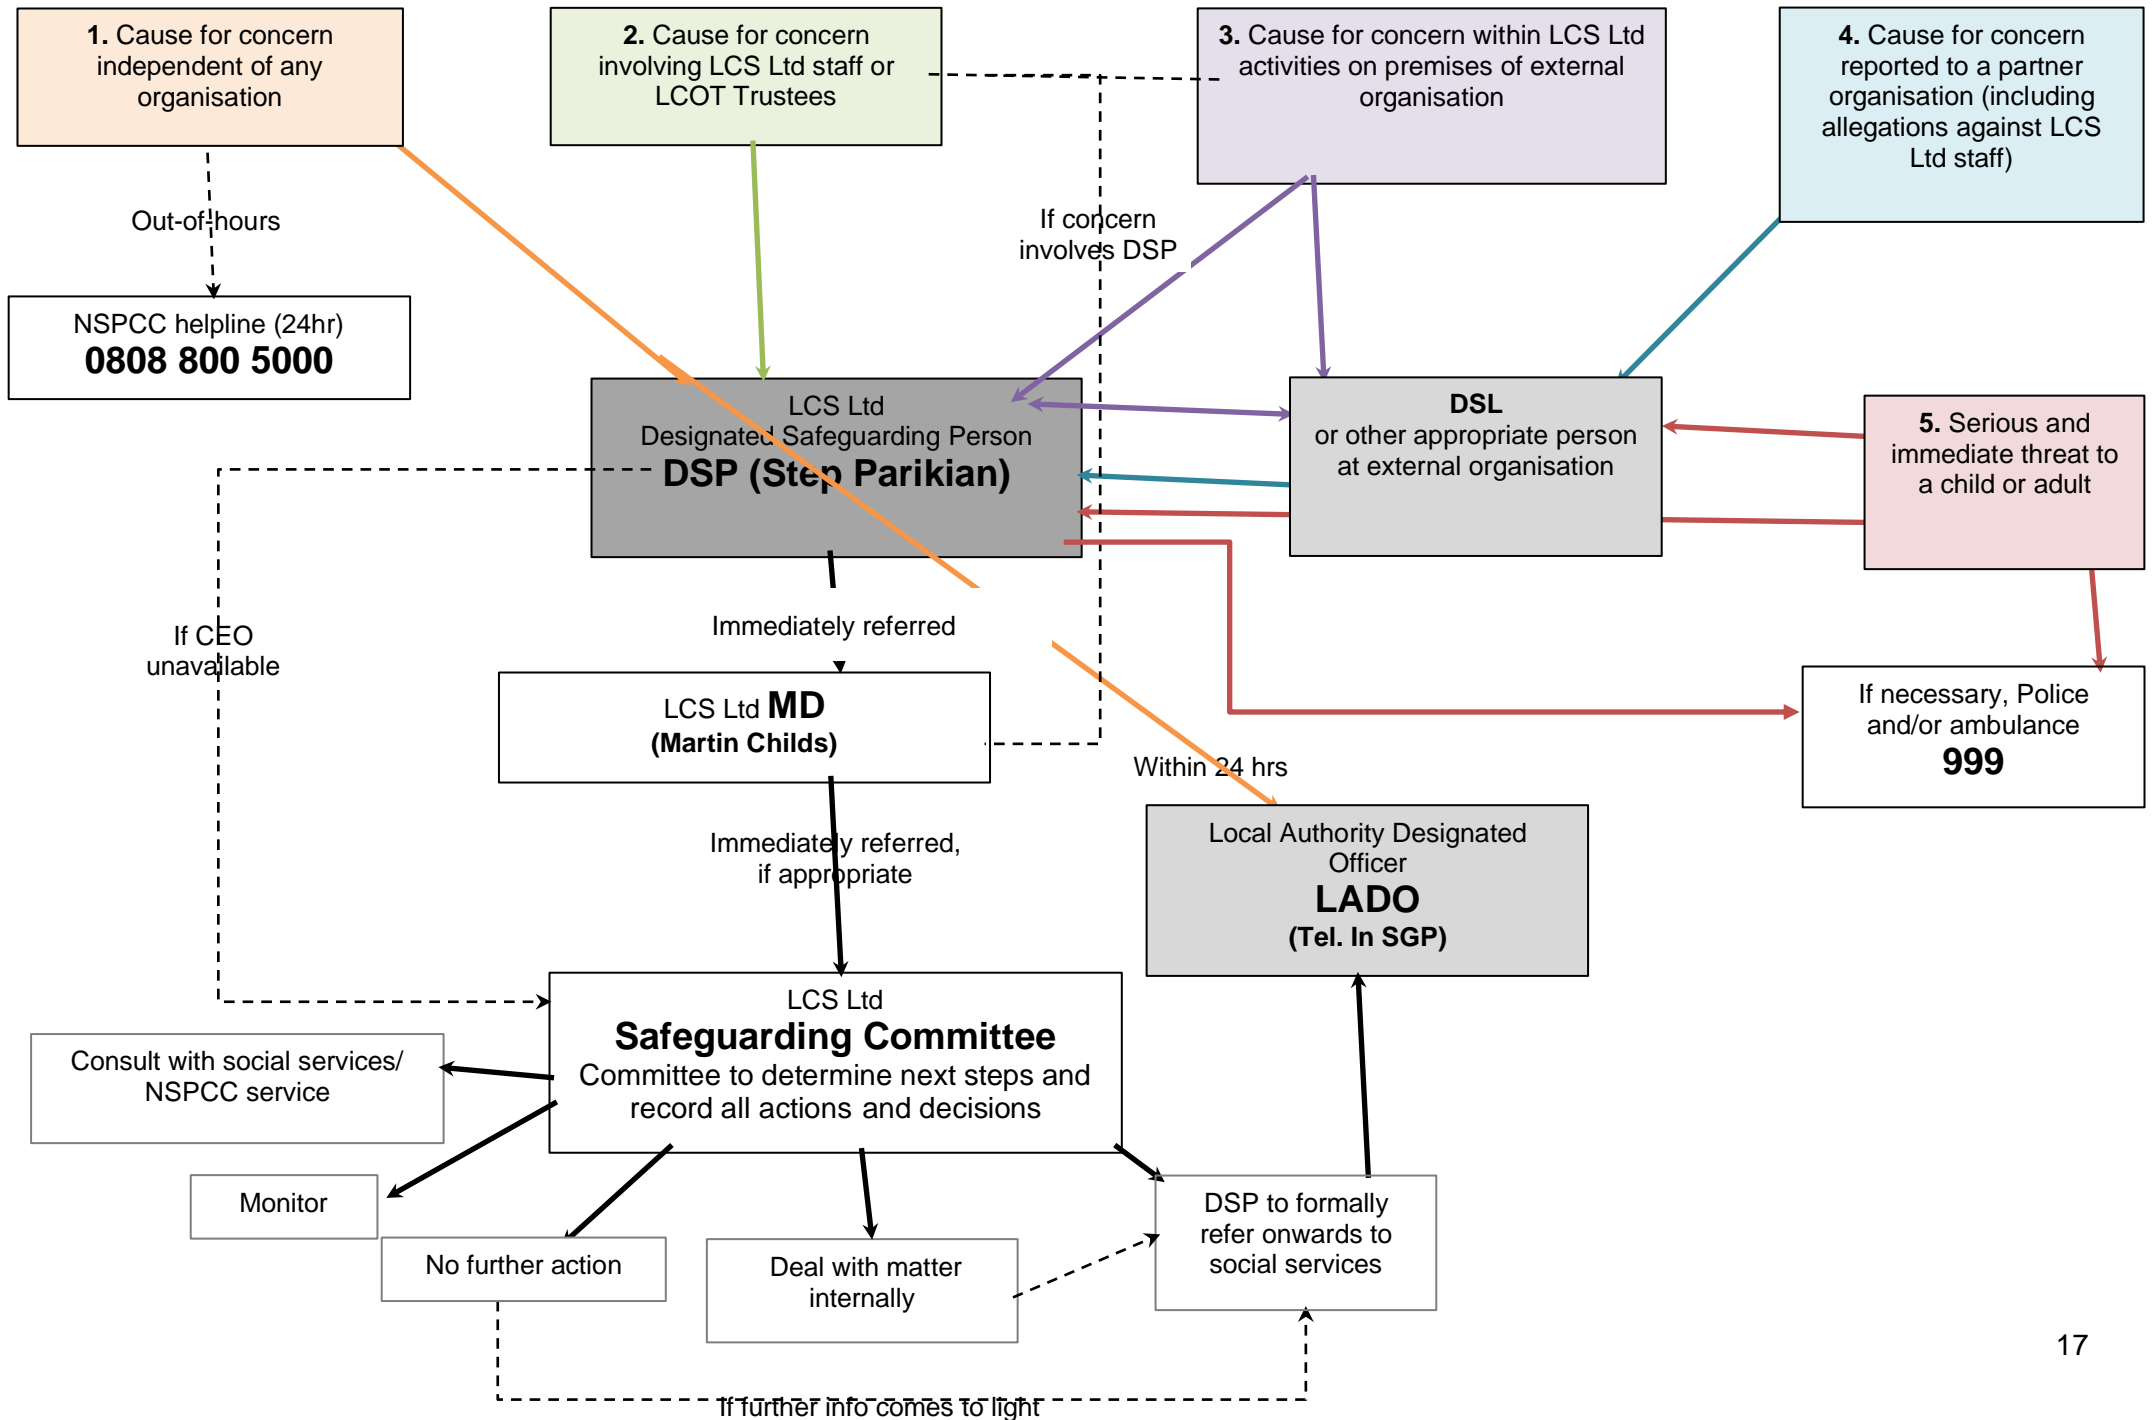 1. Cause for concern
independent of any
organisation
2. Cause for concern
involving LCS Ltd staff or
LCOT Trustees
3. Cause for concern within LCS Ltd
activities on premises of external
organisation
4. Cause for concern
reported to a partner
organisation (including
allegations against LCS
Ltd staff)
Out-of-hours
If concern
involves DSP
NSPCC helpline (24hr)
0808 800 5000
LCS Ltd
Designated Safeguarding Person
DSP (Step Parikian)
DSL
or other appropriate person
at external organisation
5. Serious and
immediate threat to
a child or adult
If CEO
unavailable
Immediately referred
LCS Ltd MD
(Martin Childs)
If necessary, Police
and/or ambulance
999
Within 24 hrs
Immediately referred,
if appropriate
Local Authority Designated
Officer
LADO
(Tel. In SGP)
LCS Ltd
Safeguarding Committee
Committee to determine next steps and
record all actions and decisions
Consult with social services/
NSPCC service
Monitor
No further action
Deal with matter
internally
DSP to formally
refer onwards to
social services
If further info comes to light
17